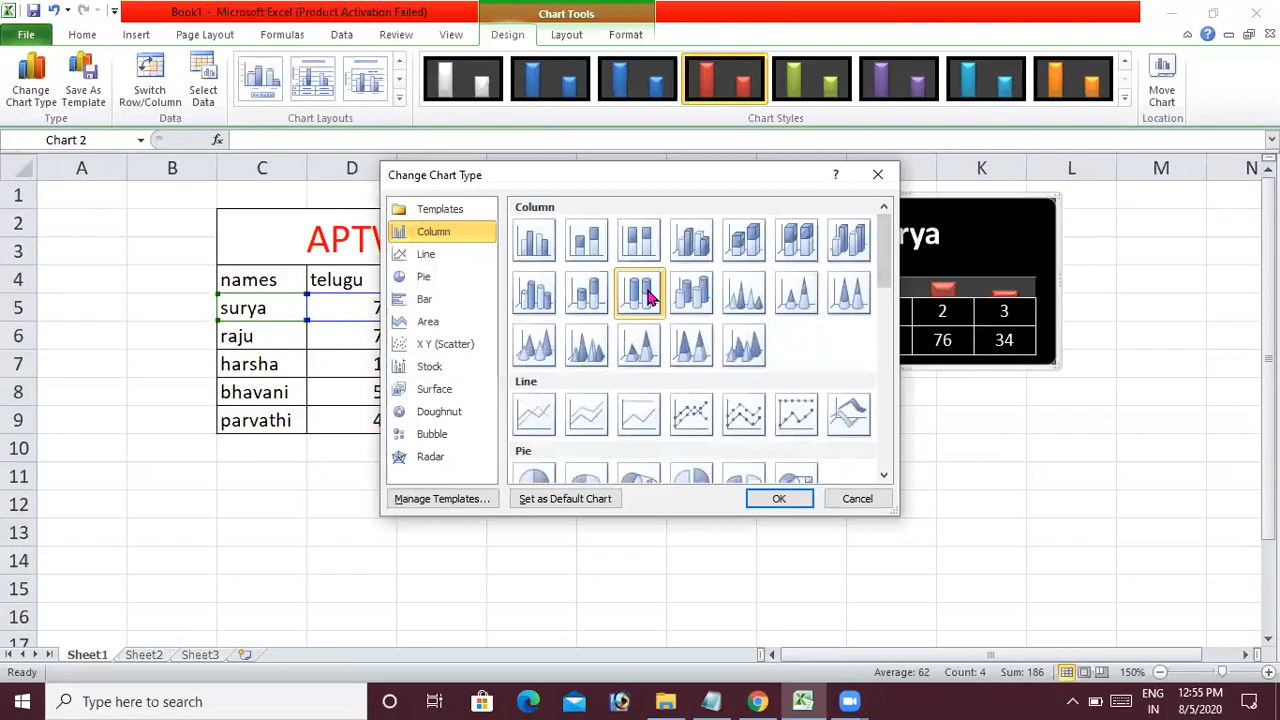 Book1 - Microsoft Excel (Product Activation Failed)
Chart Tools
File Home Insert Page Layout Formulas Data Review View Design Layout Format
Change
Chart Type
Save As
Template
Switch
Row/Column
Select
Data
Move
Chart
Type Data Chart Layouts Chart Styles Location
Chart 2 fx
A B C D K L M N
Change Chart Type ?
Templates
Column
Line
Pie
Bar
Area
X Y (Scatter)
Stock
Surface
Doughnut
Bubble
Radar
Column
Line
Pie
Manage Templates... Set as Default Chart OK Cancel
1
2
3
4 names telugu
5 surya 7
6 raju 7
7 harsha 1
8 bhavani 5
9 parvathi 4
10
11
12
13
14
15
16
17
rya
2 3
76 34
Sheet1 Sheet2 Sheet3
Ready Average: 62 Count: 4 Sum: 186 150%
Type here to search
ENG
IN
12:55 PM
8/5/2020